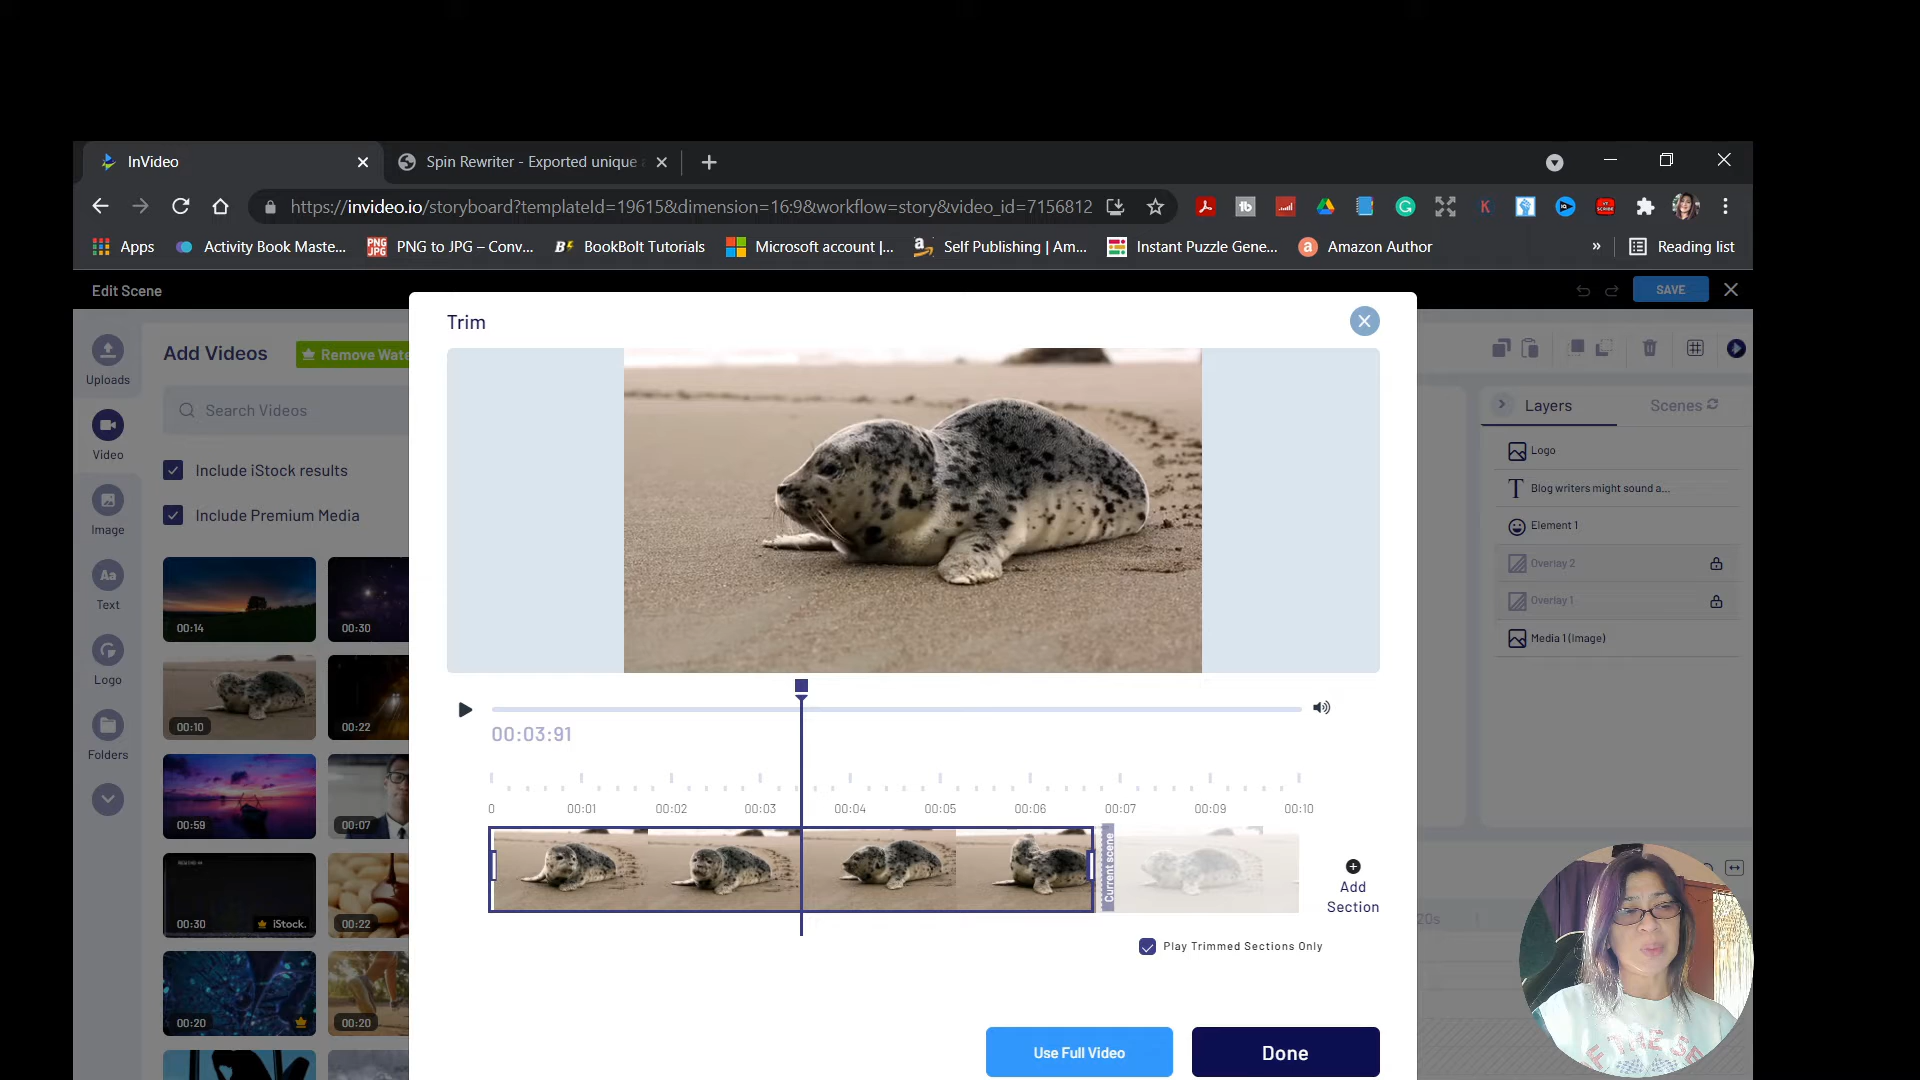 InVideo
Spin Rewriter - Exported unique
https://invideo.io/storyboard?templateId=19615&dimension=16:9&workflow=story&video_id=7156812
Apps
Activity Book Maste...
PNG to JPG – Conv...
BookBolt Tutorials
Microsoft account |...
Self Publishing | Am...
Instant Puzzle Gene...
Amazon Author
»
Reading list
Edit Scene
SAVE
Trim
Uploads
Add Videos
Remove Wate
Search Videos
Video
Include iStock results
Include Premium Media
Image
Text
Logo
Folders
00:14
00:30
00:10
00:22
00:59
00:07
00:30
iStock.
00:22
00:20
00:20
00:03:91
0
00:01
00:02
00:03
00:04
00:05
00:06
00:07
00:09
00:10
Current scene
Add
Section
Play Trimmed Sections Only
Use Full Video
Done
Layers
Scenes
Logo
Blog writers might sound a...
Element 1
Overlay 2
Overlay 1
Media 1 (Image)
20s